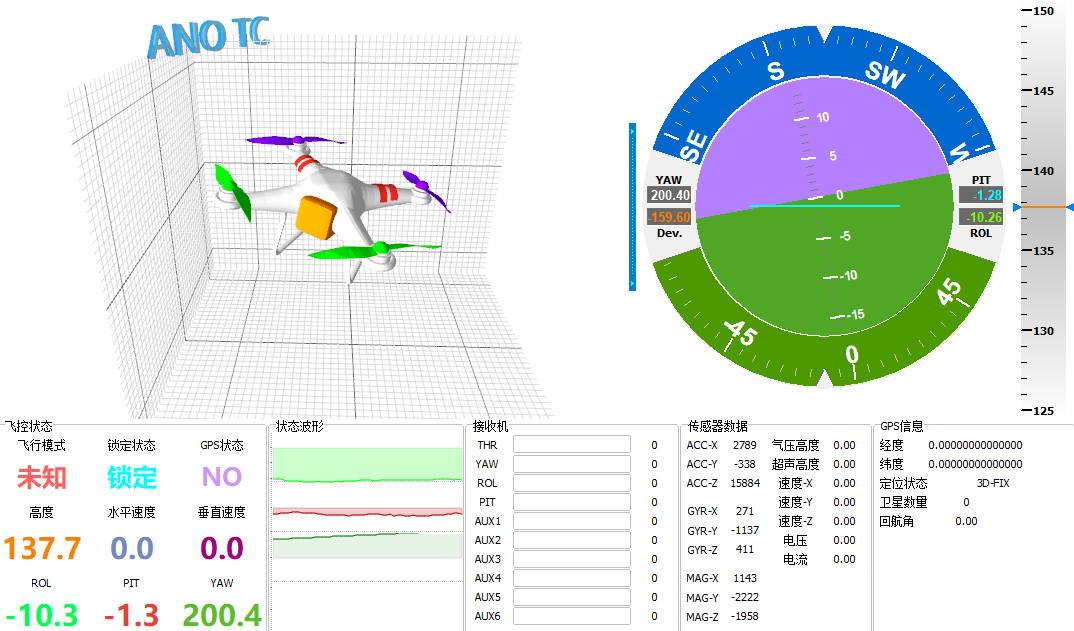 ANO TC
150
145
140
135
130
125
S
SW
SE
W
10
5
0
-5
-10
-15
YAW
200.40
-159.60
Dev.
PIT
-1.28
-10.26
ROL
-45
0
45
飞控状态
飞行模式 锁定状态 GPS状态
未知 锁定 NO
高度 水平速度 垂直速度
137.7 0.0 0.0
ROL PIT YAW
-10.3 -1.3 200.4
状态波形
接收机
THR 0
YAW 0
ROL 0
PIT 0
AUX1 0
AUX2 0
AUX3 0
AUX4 0
AUX5 0
AUX6 0
传感器数据
ACC-X 2789 气压高度 0.00
ACC-Y -338 超声高度 0.00
ACC-Z 15884 速度-X 0.00
速度-Y 0.00
GYR-X 271 速度-Z 0.00
GYR-Y -1137 电压 0.00
GYR-Z 411 电流 0.00
MAG-X 1143
MAG-Y -2222
MAG-Z -1958
GPS信息
经度 0.00000000000000
纬度 0.00000000000000
定位状态 3D-FIX
卫星数量 0
回航角 0.00